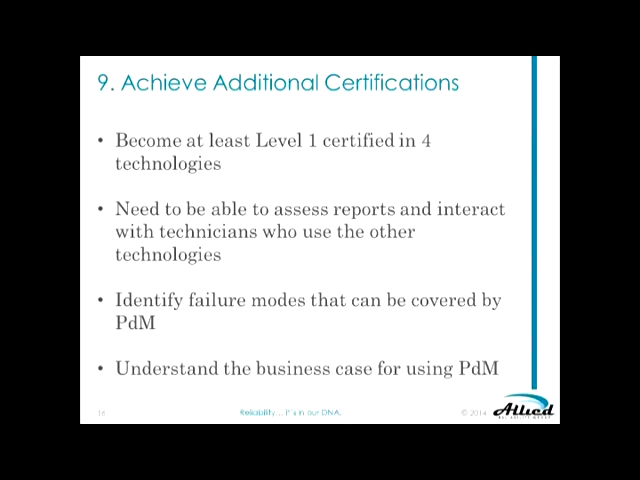 9. Achieve Additional Certifications
• Become at least Level 1 certified in 4
technologies
• Need to be able to assess reports and interact
with technicians who use the other
technologies
• Identify failure modes that can be covered by
PdM
• Understand the business case for using PdM
16
Reliability... it's in our DNA.
© 2014
Allied